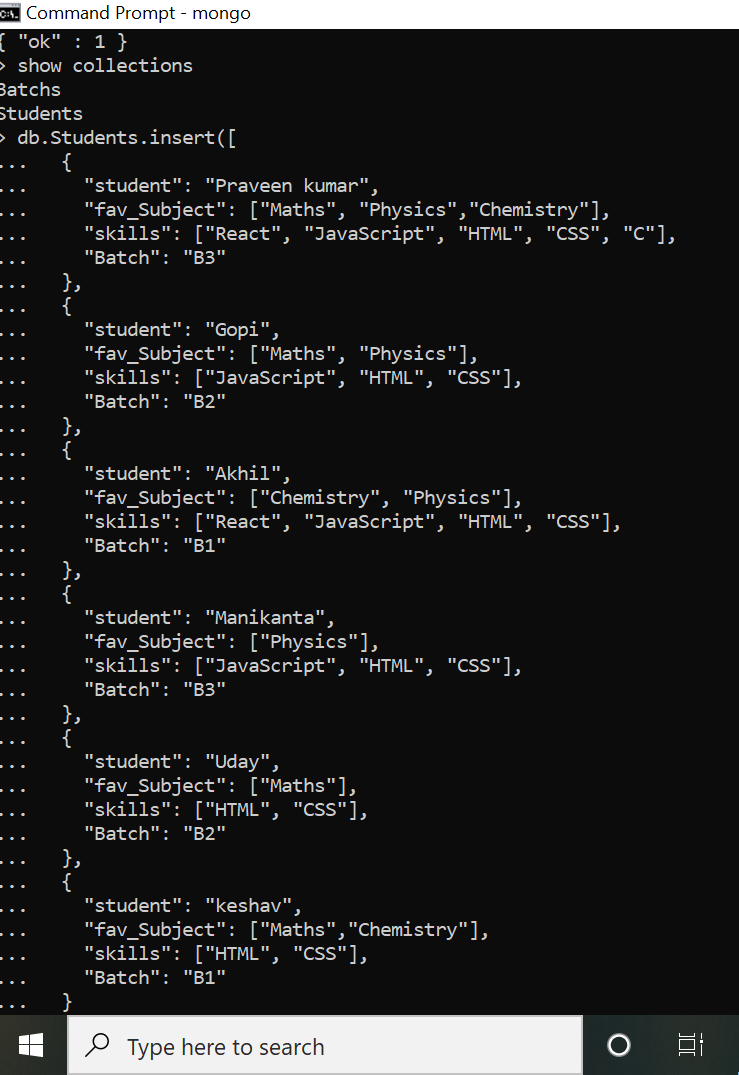 Command Prompt - mongo
{ "ok" : 1 }
> show collections
Batchs
Students
> db.Students.insert([
...   {
...     "student": "Praveen kumar",
...     "fav_Subject": ["Maths", "Physics","Chemistry"],
...     "skills": ["React", "JavaScript", "HTML", "CSS", "C"],
...     "Batch": "B3"
...   },
...   {
...     "student": "Gopi",
...     "fav_Subject": ["Maths", "Physics"],
...     "skills": ["JavaScript", "HTML", "CSS"],
...     "Batch": "B2"
...   },
...   {
...     "student": "Akhil",
...     "fav_Subject": ["Chemistry", "Physics"],
...     "skills": ["React", "JavaScript", "HTML", "CSS"],
...     "Batch": "B1"
...   },
...   {
...     "student": "Manikanta",
...     "fav_Subject": ["Physics"],
...     "skills": ["JavaScript", "HTML", "CSS"],
...     "Batch": "B3"
...   },
...   {
...     "student": "Uday",
...     "fav_Subject": ["Maths"],
...     "skills": ["HTML", "CSS"],
...     "Batch": "B2"
...   },
...   {
...     "student": "keshav",
...     "fav_Subject": ["Maths","Chemistry"],
...     "skills": ["HTML", "CSS"],
...     "Batch": "B1"
...   }
Type here to search